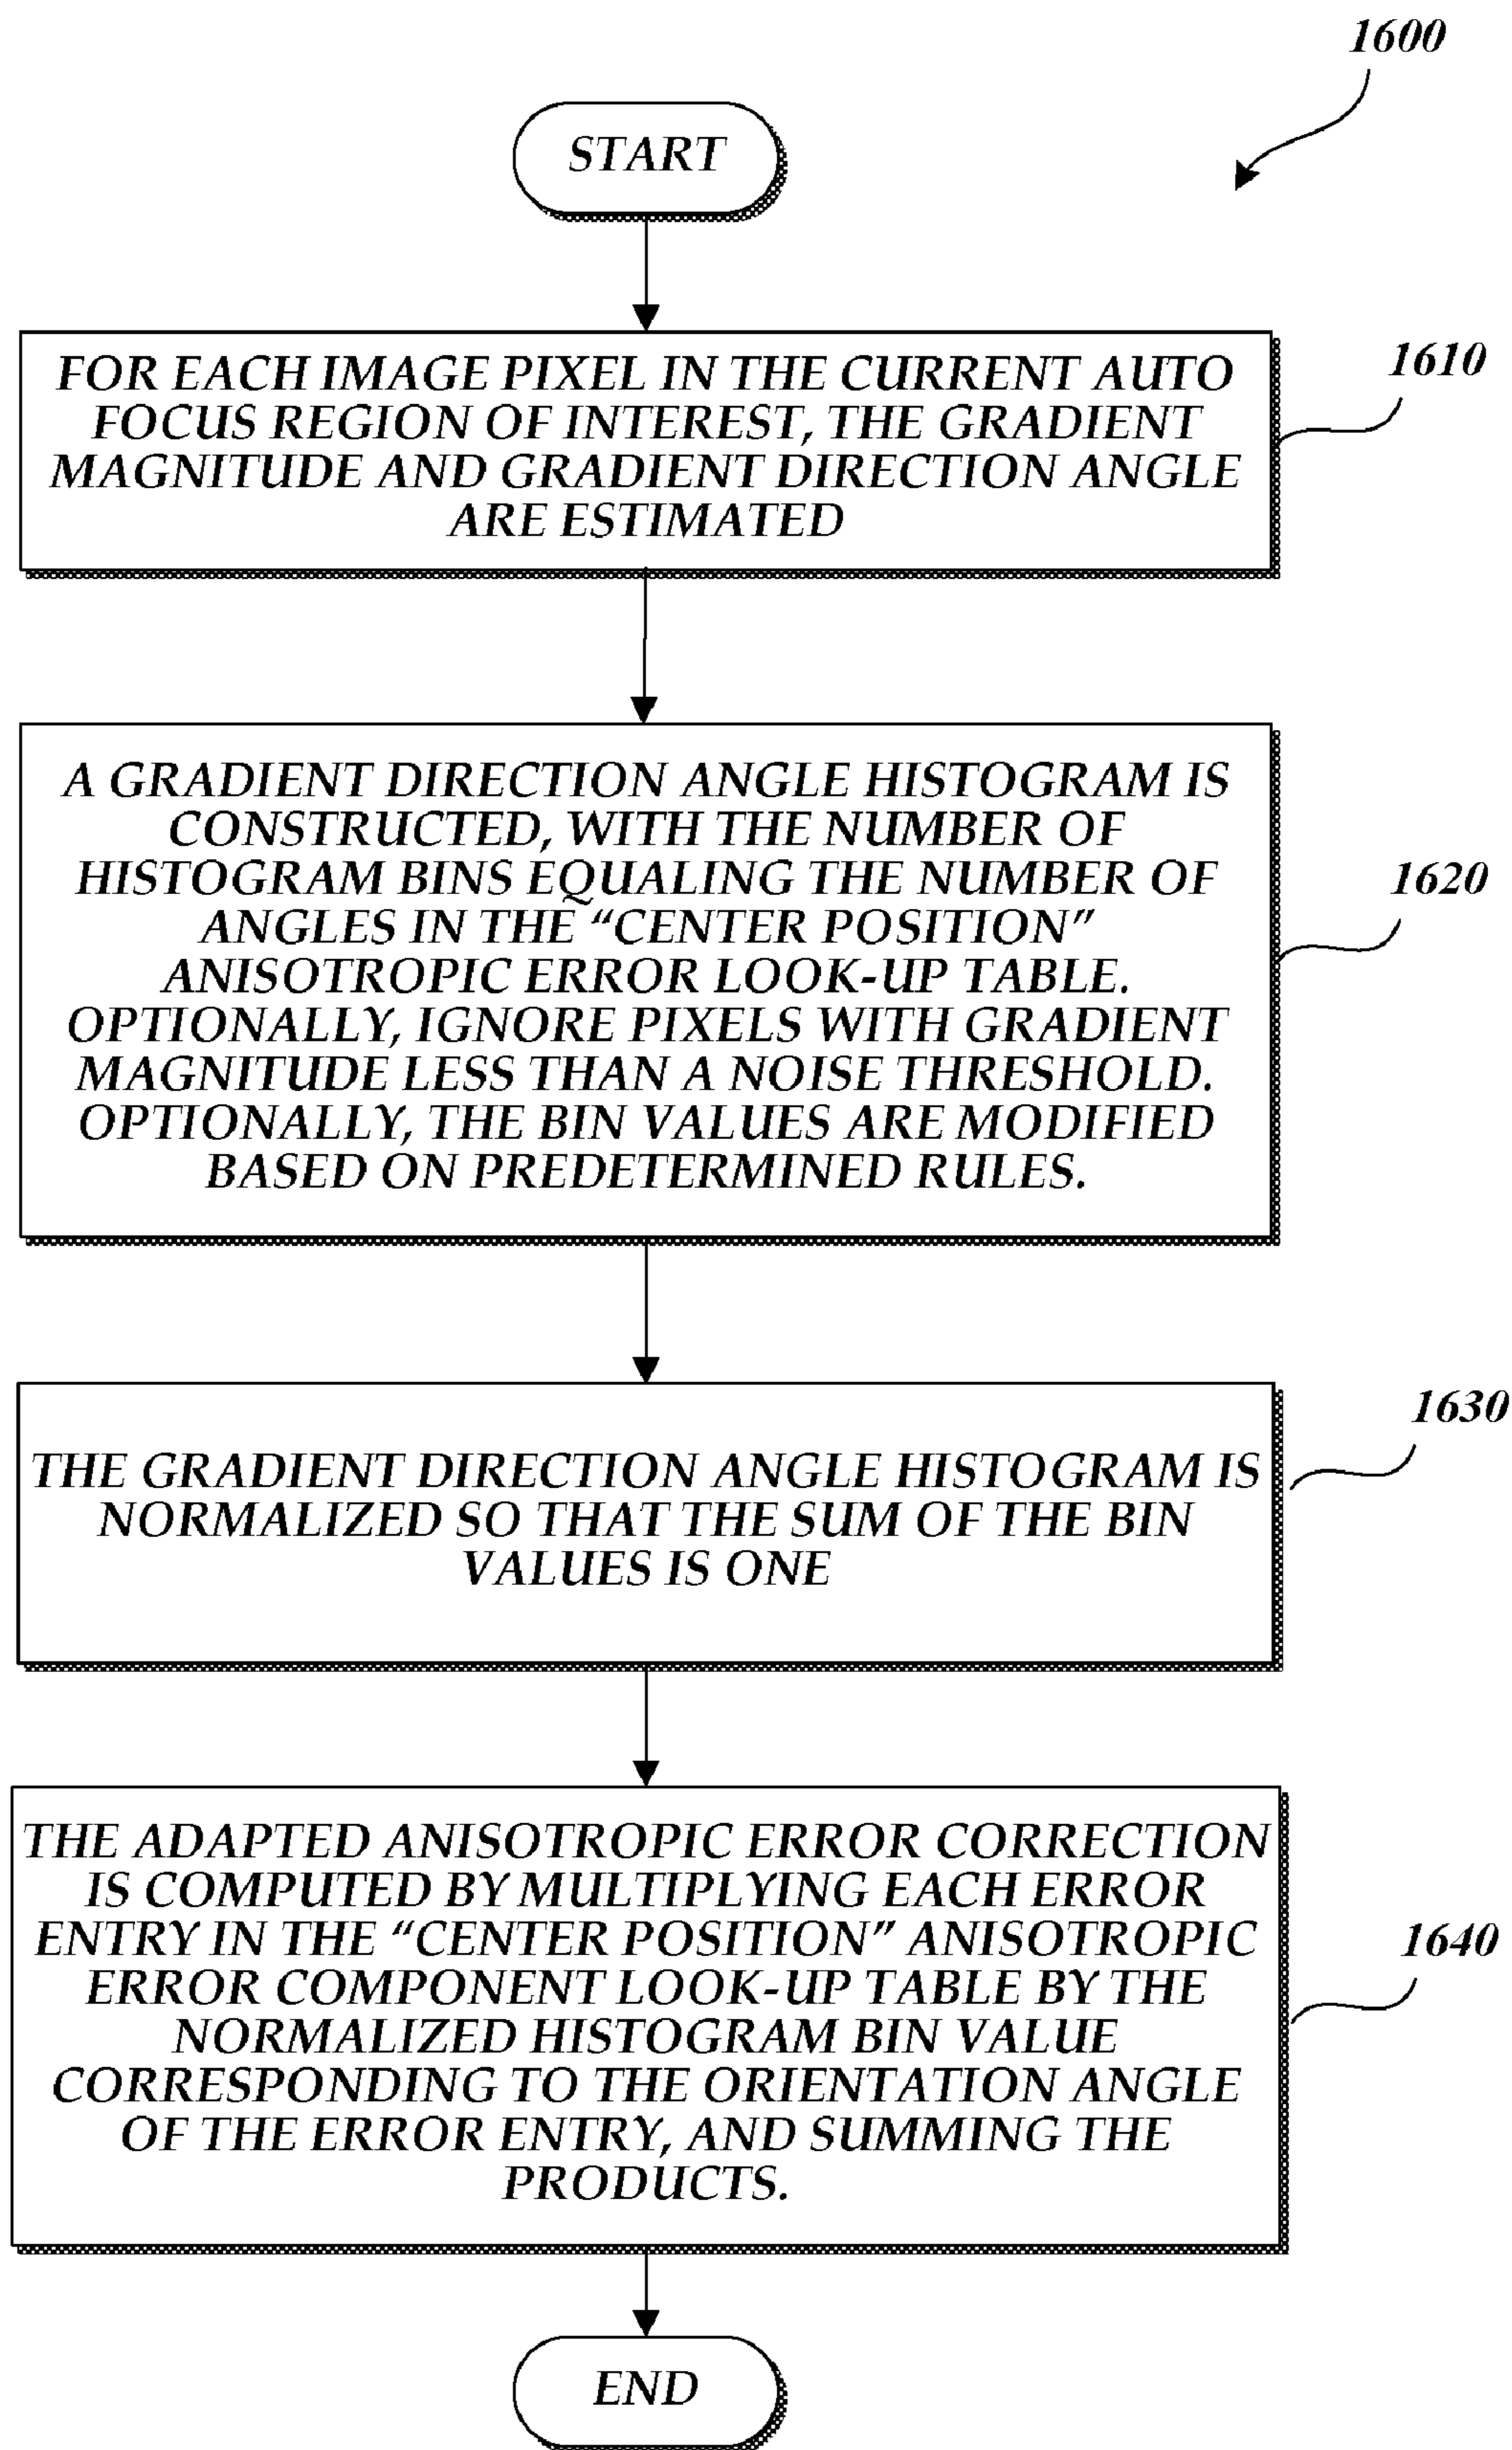 1600
START
FOR EACH IMAGE PIXEL IN THE CURRENT AUTO
FOCUS REGION OF INTEREST, THE GRADIENT
MAGNITUDE AND GRADIENT DIRECTION ANGLE
ARE ESTIMATED
1610
A GRADIENT DIRECTION ANGLE HISTOGRAM IS
CONSTRUCTED, WITH THE NUMBER OF
HISTOGRAM BINS EQUALING THE NUMBER OF
ANGLES IN THE “CENTER POSITION”
ANISOTROPIC ERROR LOOK-UP TABLE.
OPTIONALLY, IGNORE PIXELS WITH GRADIENT
MAGNITUDE LESS THAN A NOISE THRESHOLD.
OPTIONALLY, THE BIN VALUES ARE MODIFIED
BASED ON PREDETERMINED RULES.
1620
THE GRADIENT DIRECTION ANGLE HISTOGRAM IS
NORMALIZED SO THAT THE SUM OF THE BIN
VALUES IS ONE
1630
THE ADAPTED ANISOTROPIC ERROR CORRECTION
IS COMPUTED BY MULTIPLYING EACH ERROR
ENTRY IN THE “CENTER POSITION” ANISOTROPIC
ERROR COMPONENT LOOK-UP TABLE BY THE
NORMALIZED HISTOGRAM BIN VALUE
CORRESPONDING TO THE ORIENTATION ANGLE
OF THE ERROR ENTRY, AND SUMMING THE
PRODUCTS.
1640
END